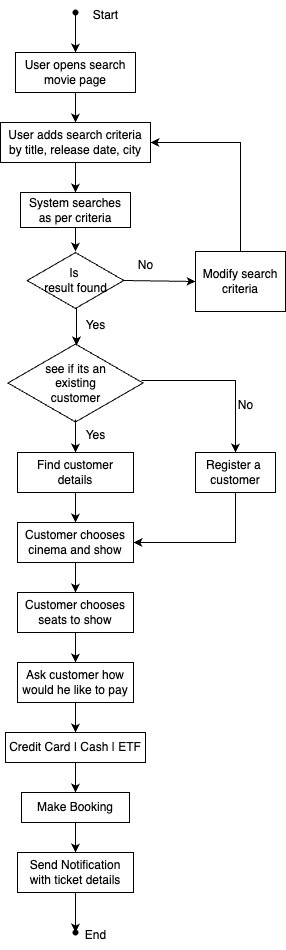 Start
User opens search
movie page
User adds search criteria
by title, release date, city
System searches
as per criteria
Is
result found
No
Modify search
criteria
Yes
see if its an
existing
customer
No
Yes
Find customer
details
Register a
customer
Customer chooses
cinema and show
Customer chooses
seats to show
Ask customer how
would he like to pay
Credit Card | Cash | ETF
Make Booking
Send Notification
with ticket details
End